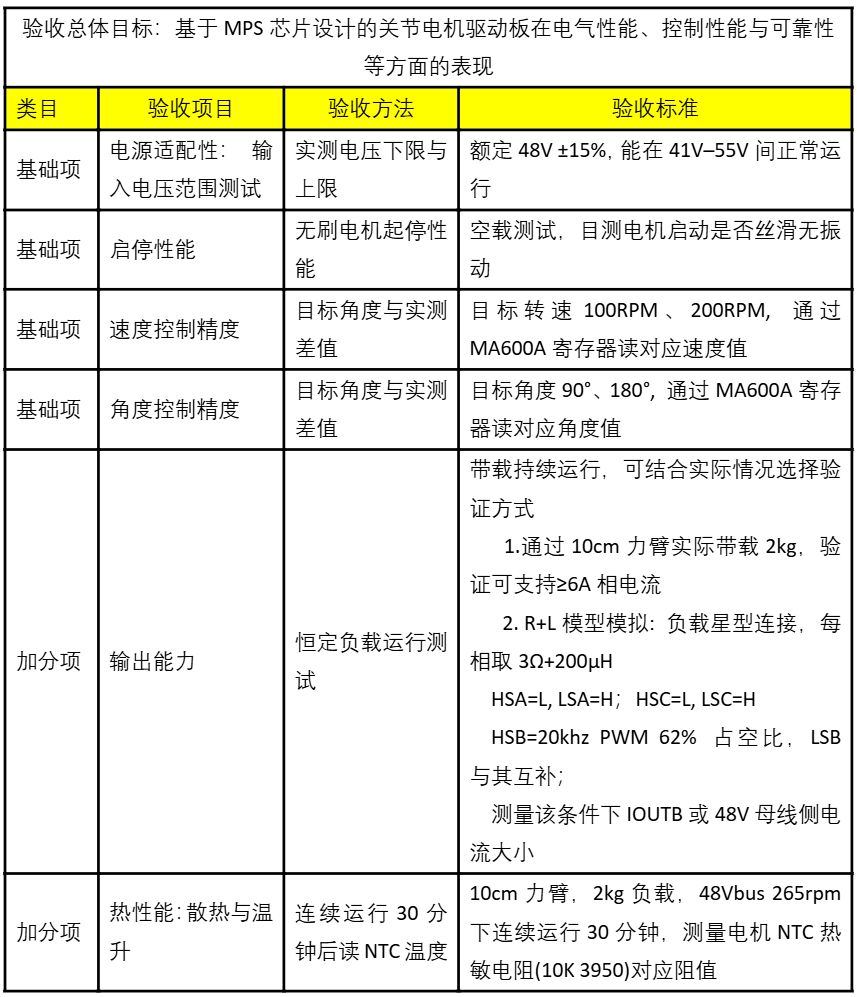 验收总体目标：基于 MPS 芯片设计的关节电机驱动板在电气性能、控制性能与可靠性
等方面的表现
类目
验收项目
验收方法
验收标准
基础项
电源适配性： 输
入电压范围测试
实测电压下限与
上限
额定 48V ±15%, 能在 41V–55V 间正常运
行
基础项
启停性能
无刷电机起停性
能
空载测试，目测电机启动是否丝滑无振
动
基础项
速度控制精度
目标角度与实测
差值
目标转速 100RPM、200RPM, 通过
MA600A 寄存器读对应速度值
基础项
角度控制精度
目标角度与实测
差值
目标角度 90°、180°, 通过 MA600A 寄存
器读对应角度值
加分项
输出能力
恒定负载运行测
试
带载持续运行，可结合实际情况选择验
证方式
1.通过 10cm 力臂实际带载 2kg，验
证可支持≥6A 相电流
2. R+L 模型模拟: 负载星型连接，每
相取 3Ω+200μH
HSA=L, LSA=H；HSC=L, LSC=H
HSB=20khz PWM 62% 占空比，LSB
与其互补；
测量该条件下 IOUTB 或 48V 母线侧电
流大小
加分项
热性能: 散热与温
升
连续运行 30 分
钟后读 NTC 温度
10cm 力臂，2kg 负载，48Vbus 265rpm
下连续运行 30 分钟，测量电机 NTC 热
敏电阻(10K 3950)对应阻值